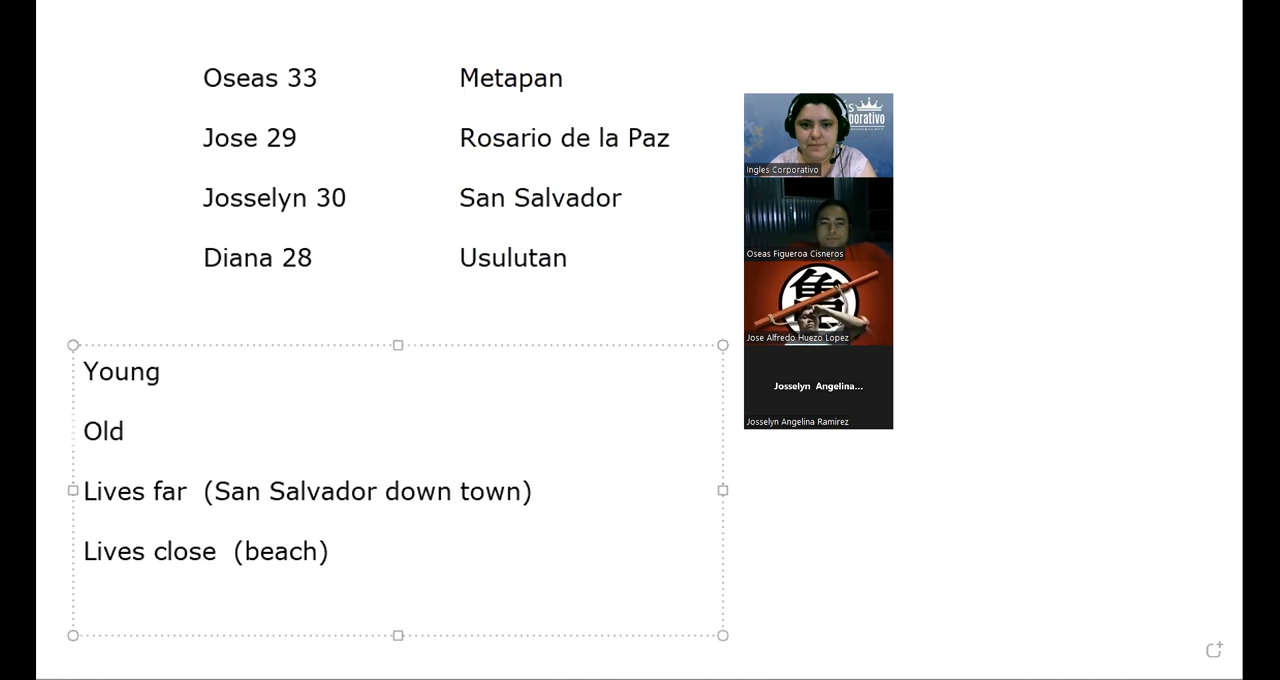 Oseas 33 Metapan
Jose 29 Rosario de la Paz
Josselyn 30 San Salvador
Diana 28 Usulutan
Young
Old
Lives far (San Salvador down town)
Lives close (beach)
porativo
Ingles Corporativo
Oseas Figueroa Cisneros
亀
Jose Alfredo Huezo Lopez
Josselyn Angelina...
Josselyn Angelina Ramirez